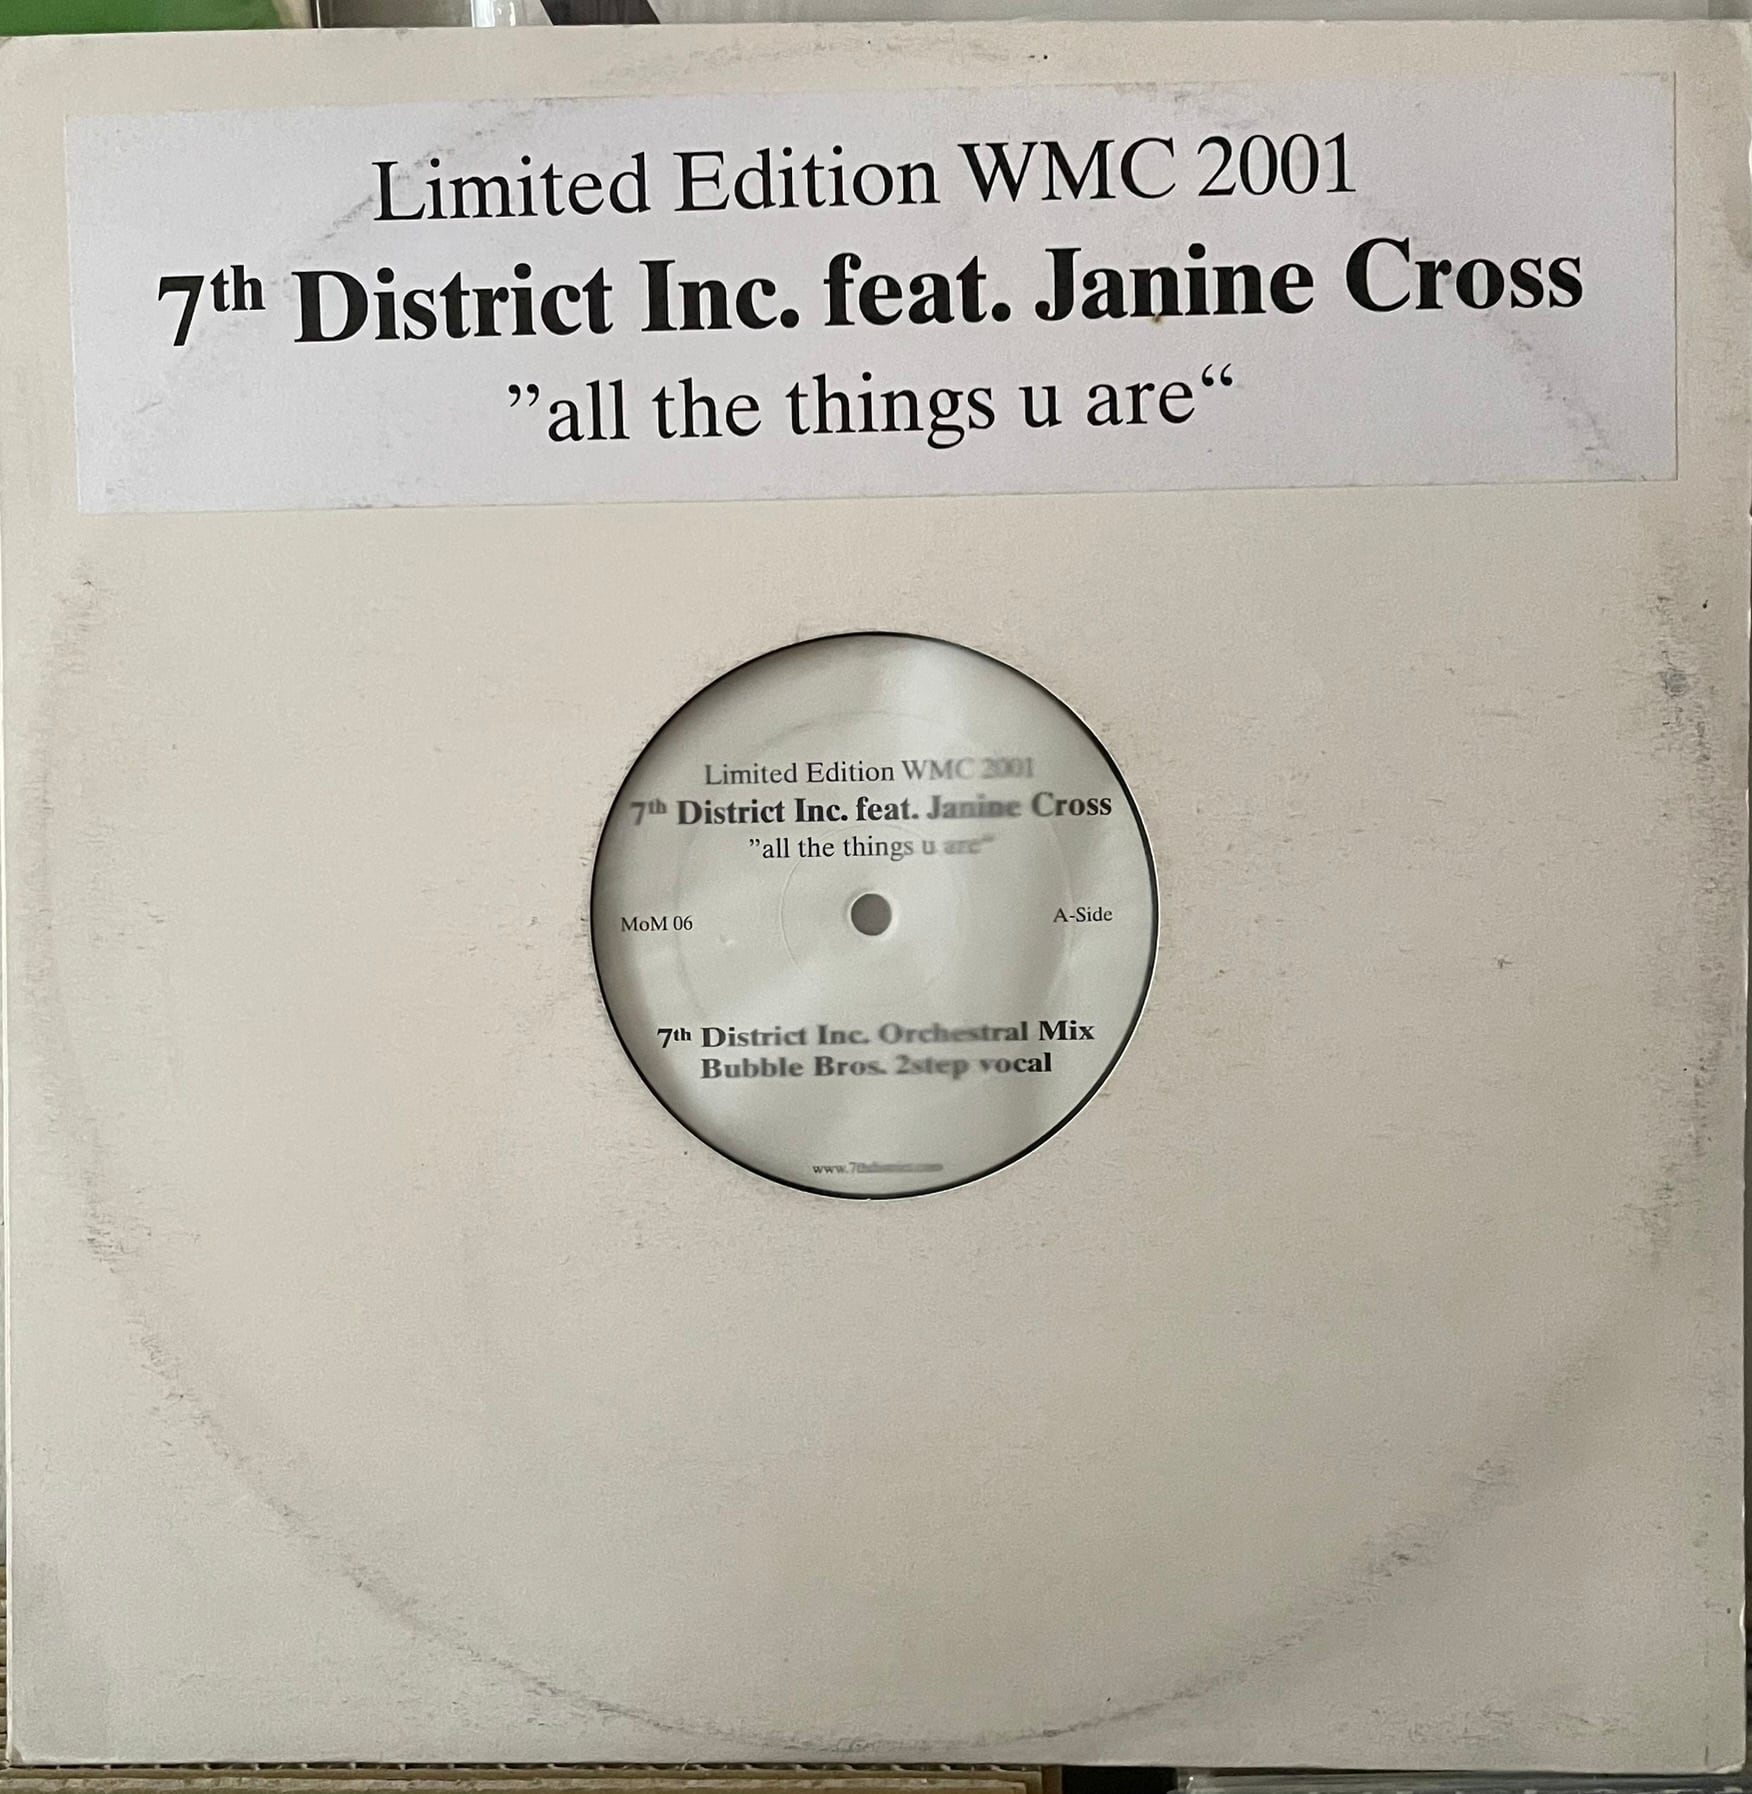 Limited Edition WMC 2001
7th District Inc. feat. Janine Cross
”all the things u are“
Limited Edition WMC 2001
7th District Inc. feat. Janine Cross
”all the things u are“
MoM 06
A-Side
7th District Inc. Orchestral Mix
Bubble Bros. 2step vocal